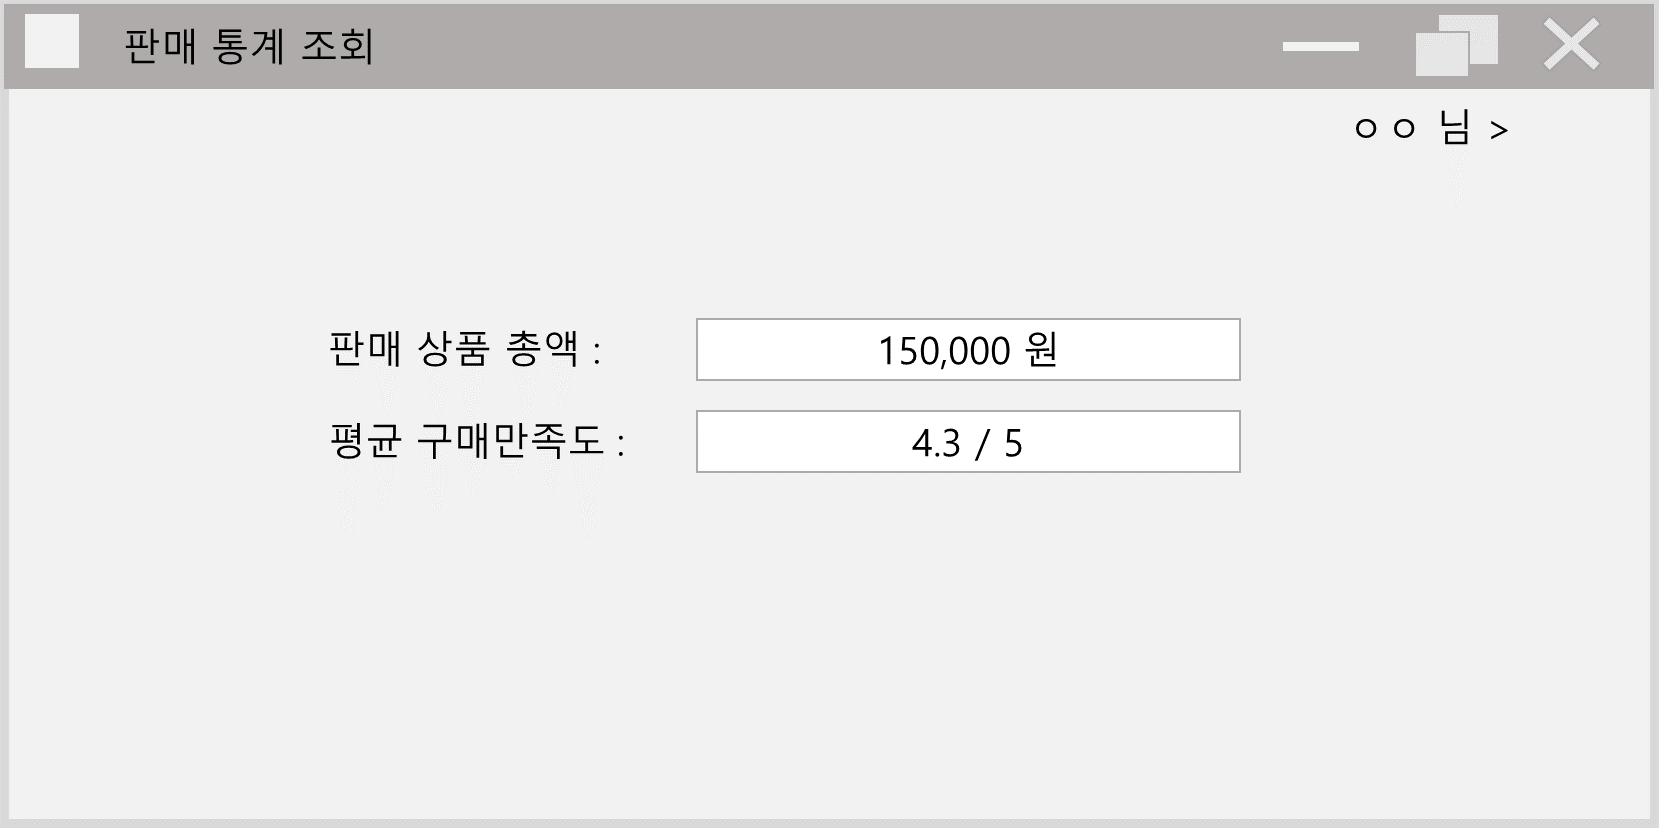 판매 통계 조회
ㅇㅇ 님 >
판매 상품 총액 : 150,000 원
평균 구매만족도 : 4.3 / 5